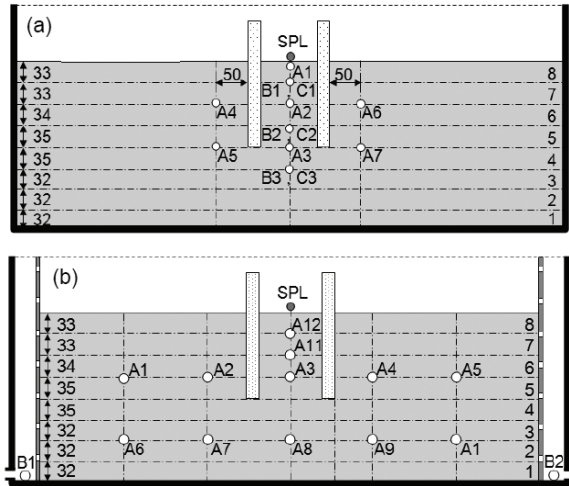 (a)
SPL
33 50 A1 50 8
33 B1 C1 7
34 A4 A2 A6 6
35 B2 C2 5
35 A5 A3 A7 4
32 B3 C3 3
32 2
32 1
(b)
SPL
33 A12 8
33 A11 7
34 A1 A2 A3 A4 A5 6
35 5
35 4
32 3
32 A6 A7 A8 A9 A1 2
B1 B2
32 1